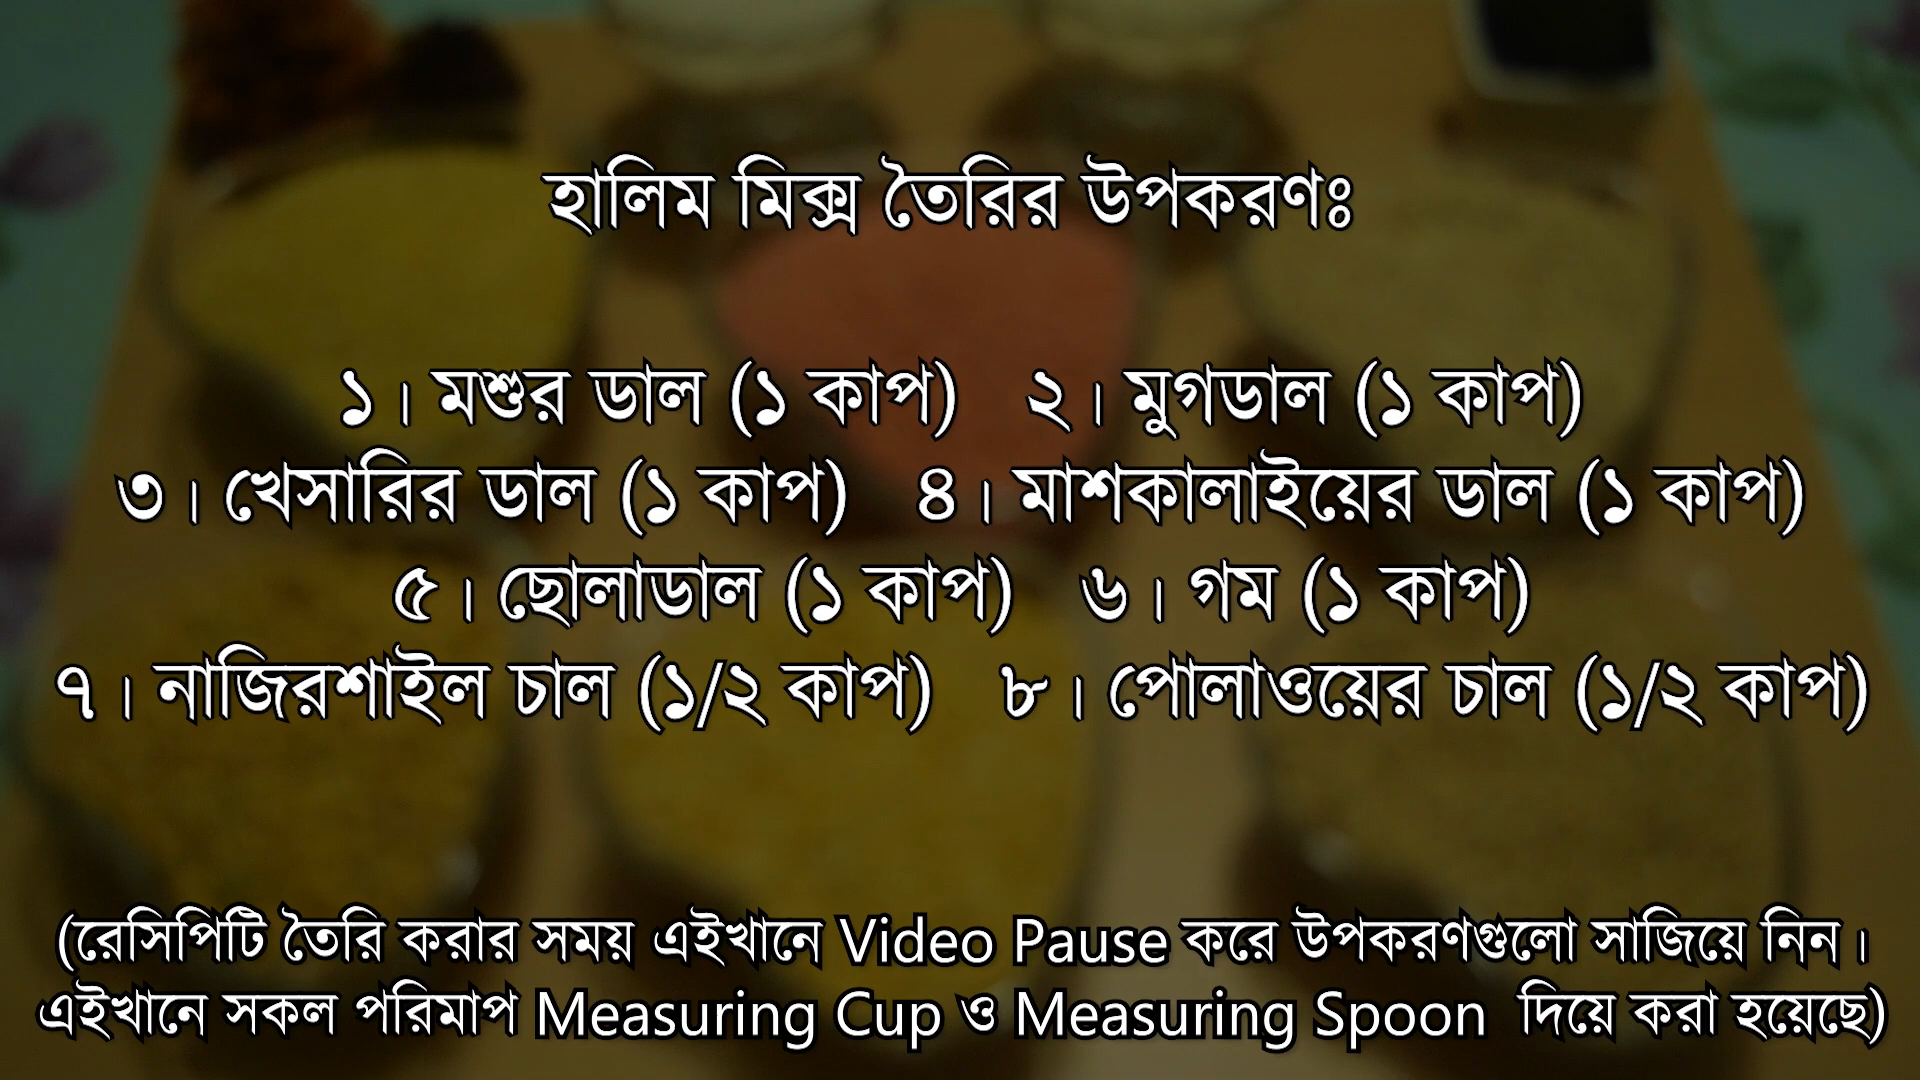 হালিম মিক্স তৈরির উপকরণঃ
১। মশুর ডাল (১ কাপ) ২। মুগডাল (১ কাপ)
৩। খেসারির ডাল (১ কাপ) ৪। মাশকালাইয়ের ডাল (১ কাপ)
৫। ছোলাডাল (১ কাপ) ৬। গম (১ কাপ)
৭। নাজিরশাইল চাল (১/২ কাপ) ৮। পোলাওয়ের চাল (১/২ কাপ)
(রেসিপিটি তৈরি করার সময় এইখানে Video Pause করে উপকরণগুলো সাজিয়ে নিন।
এইখানে সকল পরিমাপ Measuring Cup ও Measuring Spoon দিয়ে করা হয়েছে)